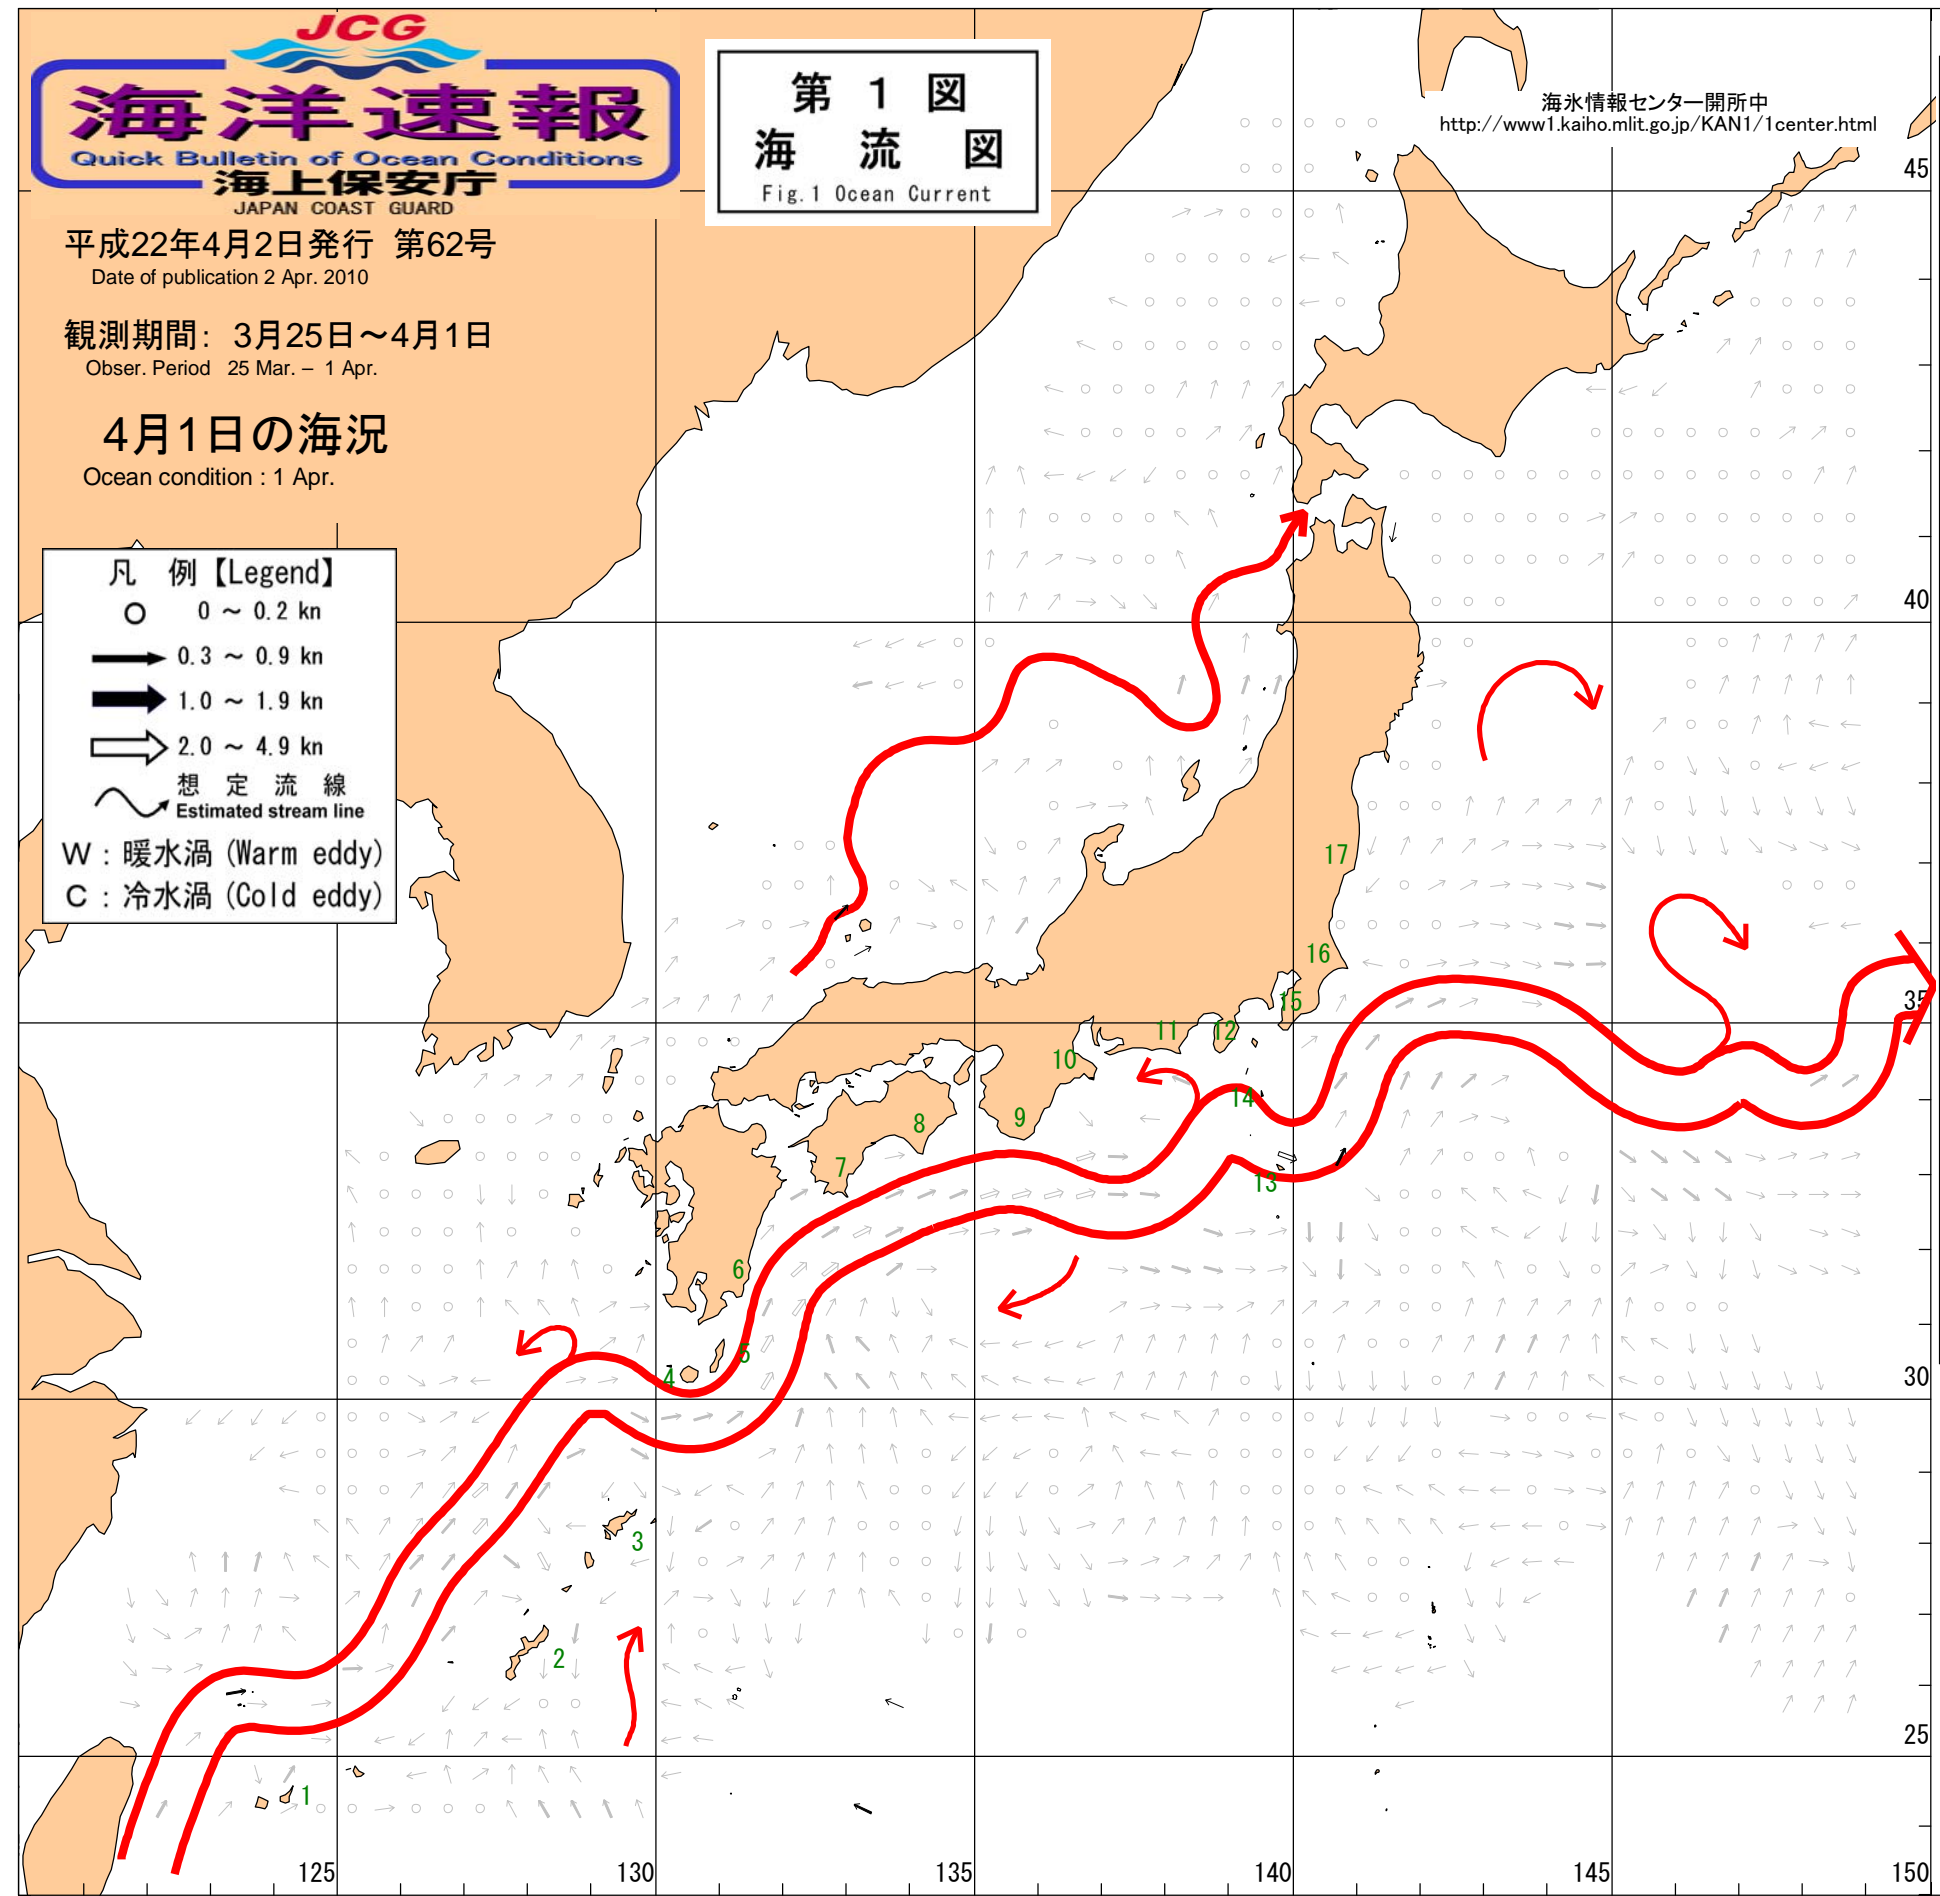 JCG
海洋速報
Quick Bulletin of Ocean Conditions
海上保安庁
JAPAN COAST GUARD
平成22年4月2日発行 第62号
Date of publication 2 Apr. 2010
観測期間: 3月25日～4月1日
Obser. Period 25 Mar. – 1 Apr.
4月1日の海況
Ocean condition : 1 Apr.
第 1 図
海 流 図
Fig.1 Ocean Current
海氷情報センター開所中
http://www1.kaiho.mlit.go.jp/KAN1/1center.html
凡 例【Legend】
0 ～ 0.2 kn
0.3 ～ 0.9 kn
1.0 ～ 1.9 kn
2.0 ～ 4.9 kn
想 定 流 線
Estimated stream line
W : 暖水渦 (Warm eddy)
C : 冷水渦 (Cold eddy)
45
40
35
30
25
17
16
15
12
11
10
14
9
8
7
13
6
5
4
3
2
1
125
130
135
140
145
150